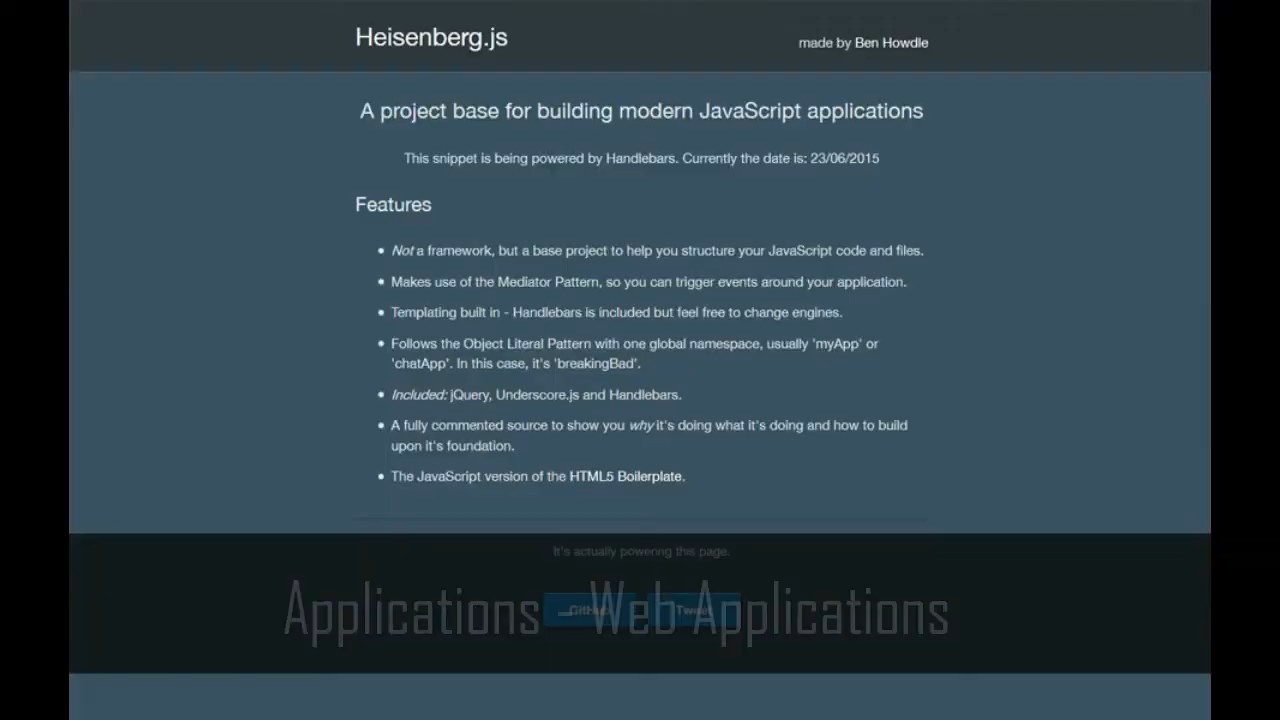 Heisenberg.js
made by Ben Howdle
A project base for building modern JavaScript applications
This snippet is being powered by Handlebars. Currently the date is: 23/06/2015
Features
Not a framework, but a base project to help you structure your JavaScript code and files.
Makes use of the Mediator Pattern, so you can trigger events around your application.
Templating built in - Handlebars is included but feel free to change engines.
Follows the Object Literal Pattern with one global namespace, usually 'myApp' or
'chatApp'. In this case, it's 'breakingBad'.
Included: jQuery, Underscore.js and Handlebars.
A fully commented source to show you why it's doing what it's doing and how to build
upon it's foundation.
The JavaScript version of the HTML5 Boilerplate.
It's actually powering this page.
GitHub Tweet
Applications - Web Applications